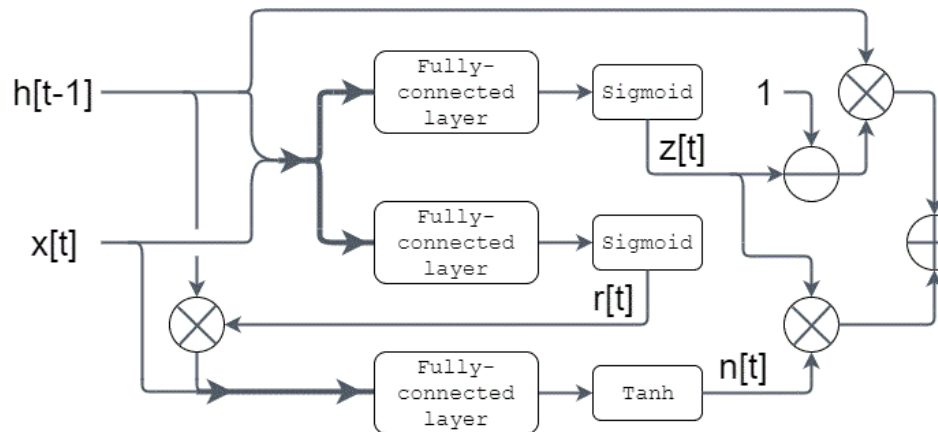 h[t-1]
Fully-
connected
layer
Sigmoid
1
z[t]
x[t]
Fully-
connected
layer
Sigmoid
r[t]
Fully-
connected
layer
Tanh
n[t]